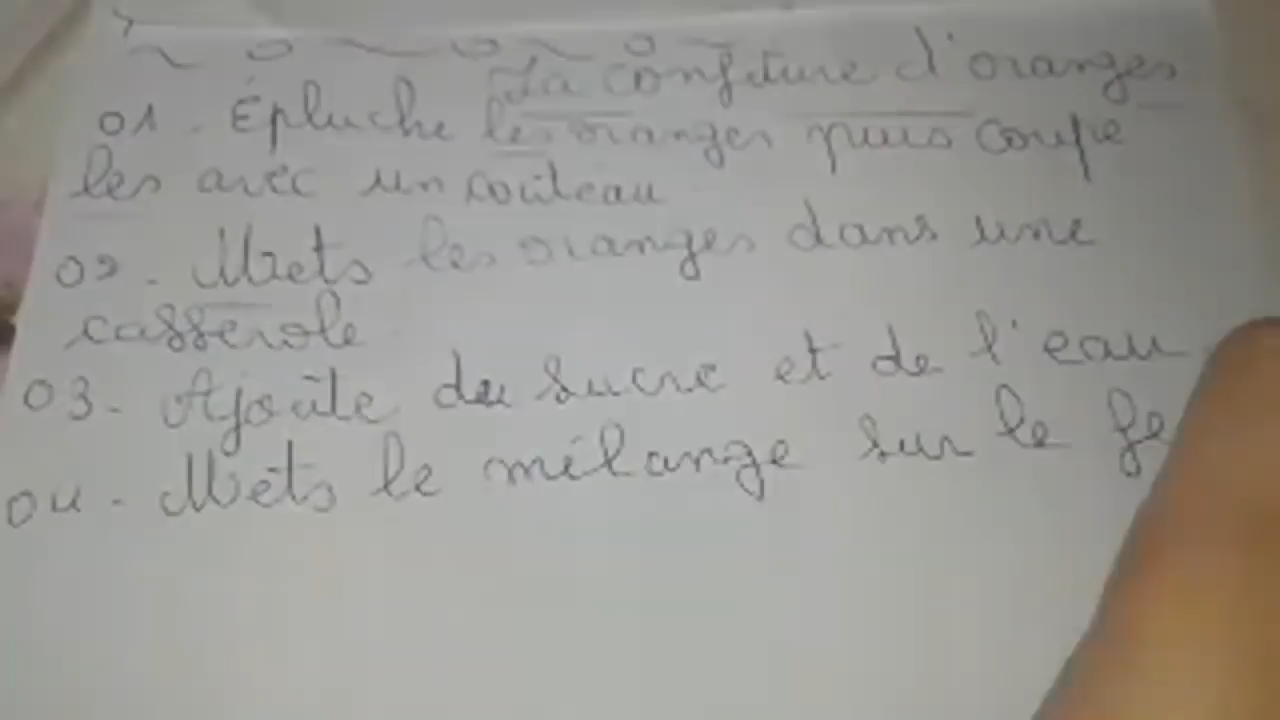 La confiture d'oranges
01. Épluche les oranges puis coupe
les avec un couteau
02. Mets les oranges dans une
casserole
03. Ajoute du sucre et de l'eau
04. Mets le mélange sur le